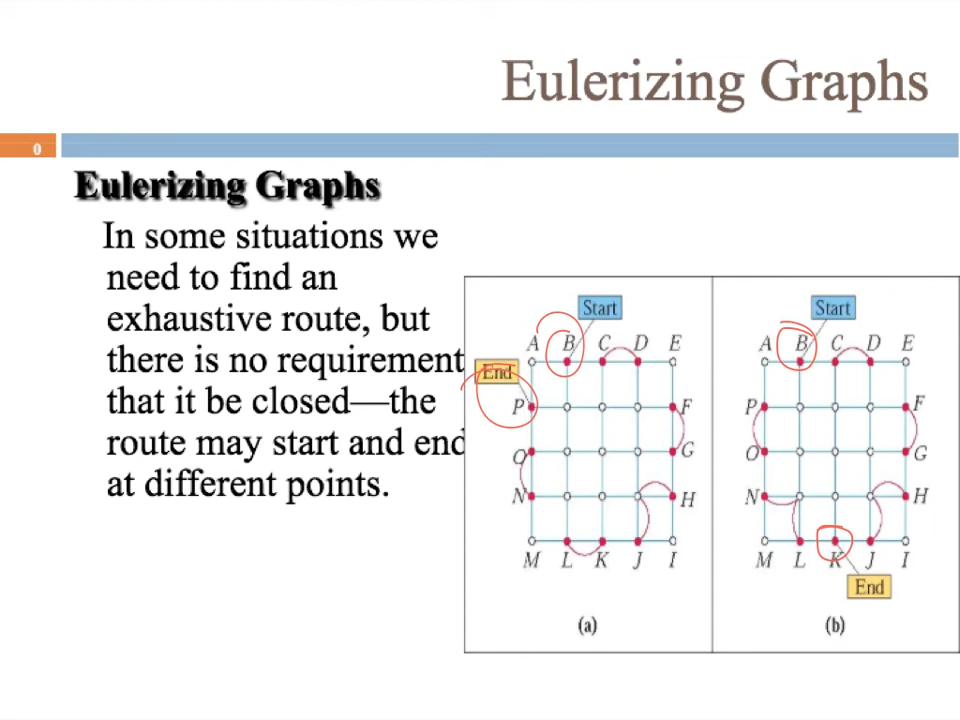 Eulerizing Graphs
0
Eulerizing Graphs
In some situations we
need to find an
exhaustive route, but
there is no requirement
that it be closed—the
route may start and end
at different points.
Start
A B C D E
End
P F
O G
N H
M L K J I
(a)
Start
A B C D E
P F
O G
N H
M L K J I
End
(b)